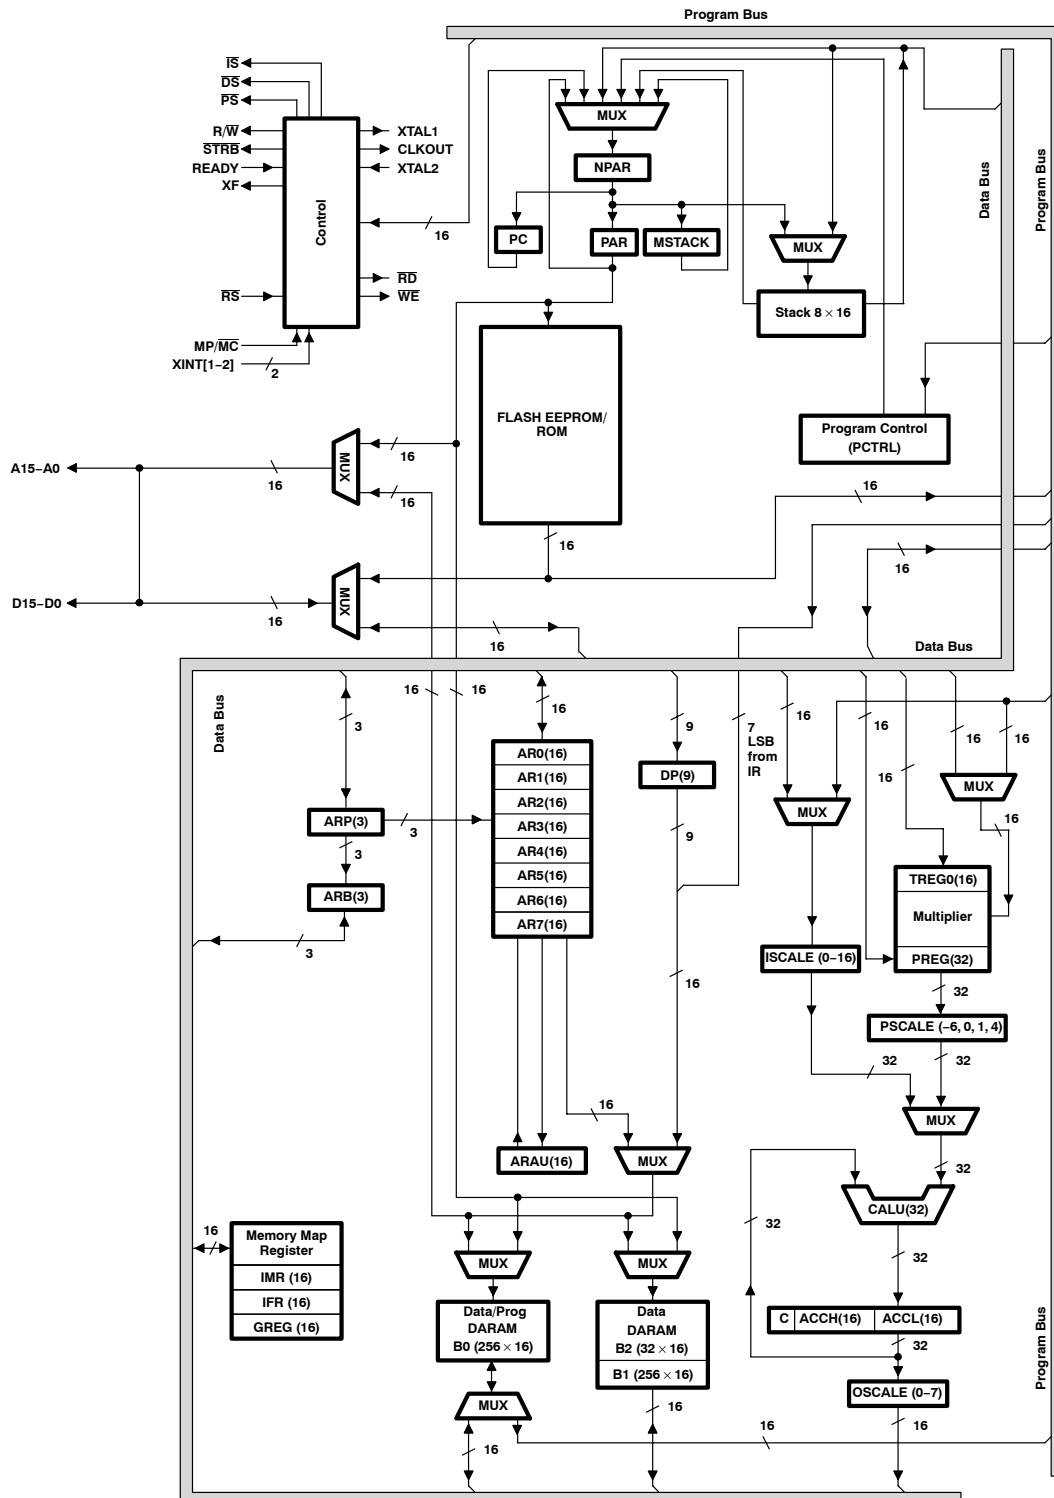 Program Bus
IS
DS
PS
R/W
STRB
READY
XF
RS
MP/MC
XINT[1–2]
2
Control
XTAL1
CLKOUT
XTAL2
16
RD
WE
MUX
NPAR
PC
PAR
MSTACK
MUX
Stack 8 × 16
Data Bus
Program Bus
FLASH EEPROM/
ROM
Program Control
(PCTRL)
A15–A0
16
MUX
16
16
16
16
16
D15–D0
16
MUX
16
Data Bus
Data Bus
3
16
16
16
9
7
LSB
from
IR
16
16
16
16
16
AR0(16)
AR1(16)
AR2(16)
AR3(16)
AR4(16)
AR5(16)
AR6(16)
AR7(16)
DP(9)
9
MUX
MUX
16
ARP(3)
3
3
ARB(3)
3
TREG0(16)
Multiplier
PREG(32)
ISCALE (0–16)
16
32
PSCALE (–6, 0, 1, 4)
32
32
16
MUX
ARAU(16)
MUX
32
CALU(32)
32
32
16
Memory Map
Register
IMR (16)
IFR (16)
GREG (16)
MUX
MUX
Data/Prog
DARAM
B0 (256 × 16)
Data
DARAM
B2 (32 × 16)
B1 (256 × 16)
C
ACCH(16)
ACCL(16)
32
OSCALE (0–7)
MUX
16
16
16
16
Program Bus